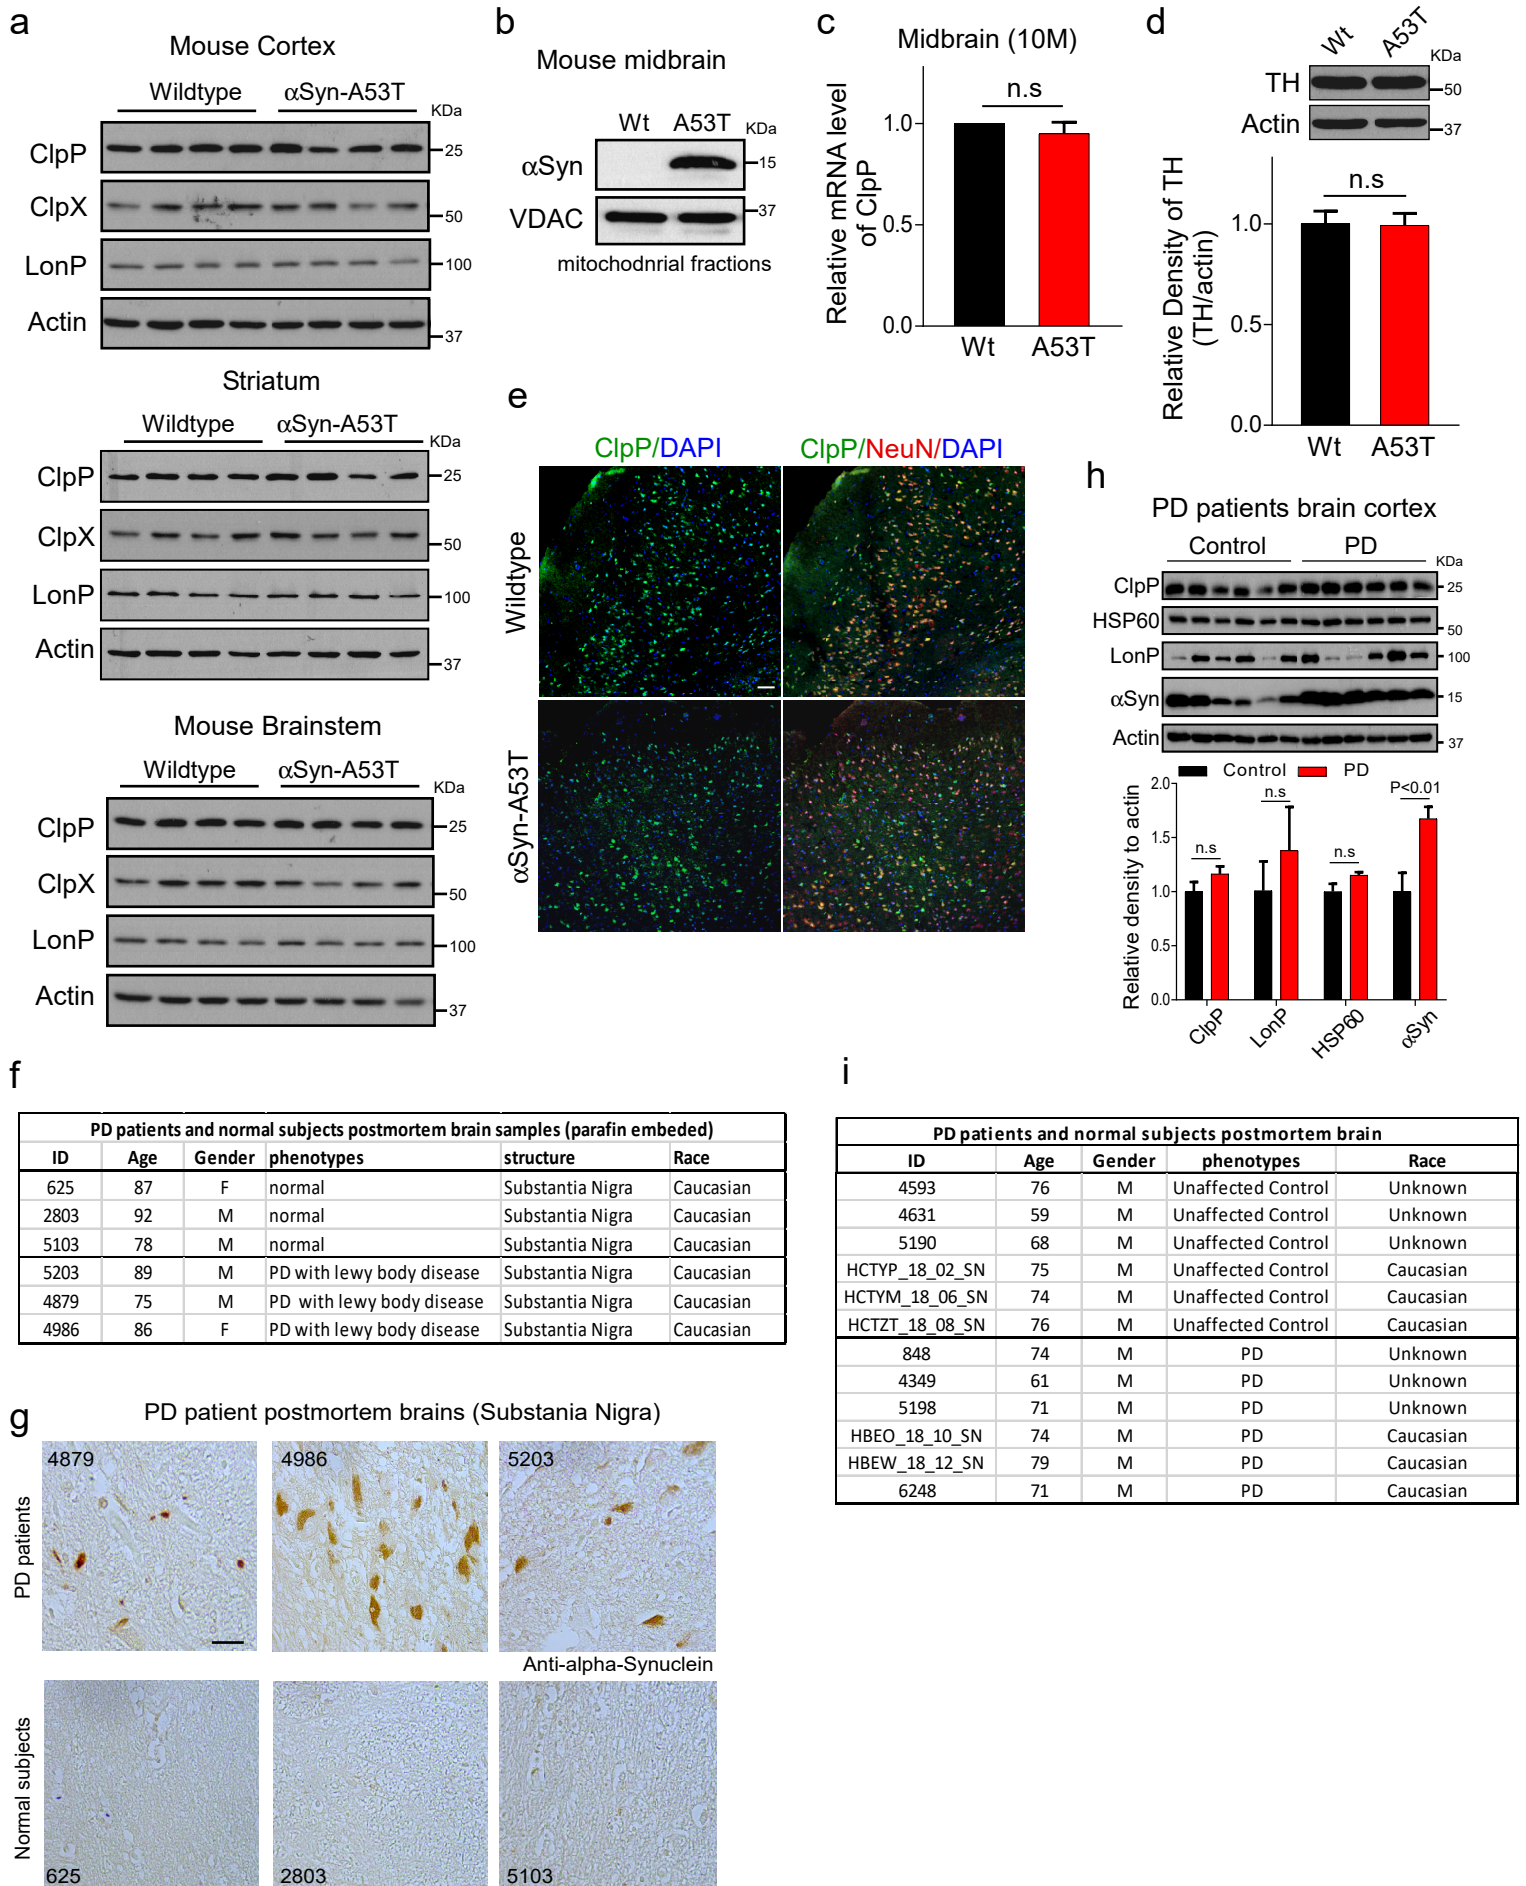 a
Mouse Cortex
Wildtype αSyn-A53T
KDa
ClpP 25
ClpX 50
LonP 100
Actin 37
Striatum
Wildtype αSyn-A53T
KDa
ClpP 25
ClpX 50
LonP 100
Actin 37
Mouse Brainstem
Wildtype αSyn-A53T
KDa
ClpP 25
ClpX 50
LonP 100
Actin 37
b
Mouse midbrain
Wt A53T
KDa
αSyn 15
VDAC 37
mitochodnrial fractions
c
Midbrain (10M)
Relative mRNA level
of ClpP
n.s
1.0
0.5
0.0
Wt A53T
d
Wt A53T
KDa
TH 50
Actin 37
Relative Density of TH
(TH/actin)
n.s
1.0
0.5
0.0
Wt A53T
e
ClpP/DAPI ClpP/NeuN/DAPI
Wildtype
αSyn-A53T
h
PD patients brain cortex
Control PD
KDa
ClpP 25
HSP60 50
LonP 100
αSyn 15
Actin 37
Control PD
Relative density to actin
2.0
1.5
1.0
0.5
0.0
n.s
n.s
n.s
P<0.01
ClpP LonP HSP60 αSyn
f
PD patients and normal subjects postmortem brain samples (parafin embeded)
ID Age Gender phenotypes structure Race
625 87 F normal Substantia Nigra Caucasian
2803 92 M normal Substantia Nigra Caucasian
5103 78 M normal Substantia Nigra Caucasian
5203 89 M PD with lewy body disease Substantia Nigra Caucasian
4879 75 M PD with lewy body disease Substantia Nigra Caucasian
4986 86 F PD with lewy body disease Substantia Nigra Caucasian
i
PD patients and normal subjects postmortem brain
ID Age Gender phenotypes Race
4593 76 M Unaffected Control Unknown
4631 59 M Unaffected Control Unknown
5190 68 M Unaffected Control Unknown
HCTYP_18_02_SN 75 M Unaffected Control Caucasian
HCTYM_18_06_SN 74 M Unaffected Control Caucasian
HCTZT_18_08_SN 76 M Unaffected Control Caucasian
848 74 M PD Unknown
4349 61 M PD Unknown
5198 71 M PD Unknown
HBEO_18_10_SN 74 M PD Caucasian
HBEW_18_12_SN 79 M PD Caucasian
6248 71 M PD Caucasian
g
PD patient postmortem brains (Substania Nigra)
PD patients
4879 4986 5203
Anti-alpha-Synuclein
Normal subjects
625 2803 5103